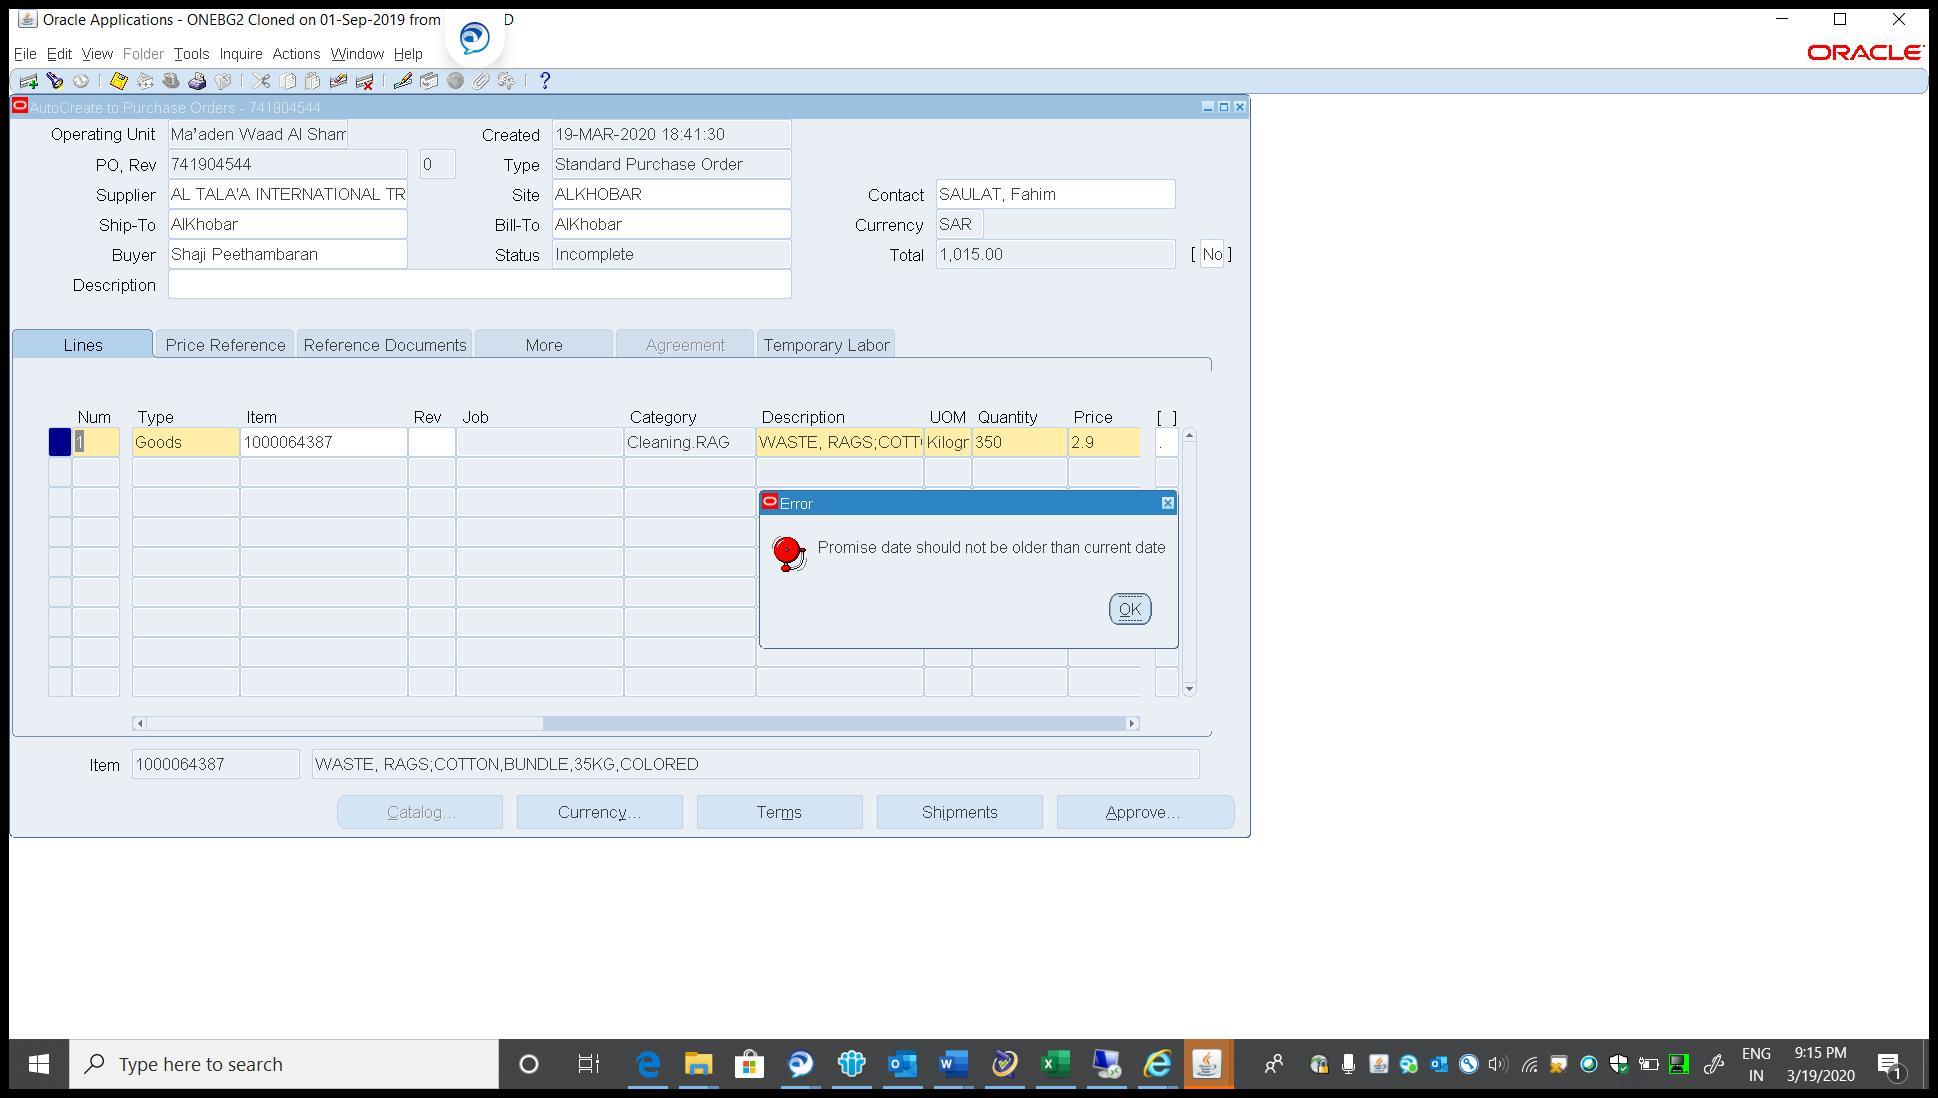 Oracle Applications - ONEBG2 Cloned on 01-Sep-2019 from D
File Edit View Folder Tools Inquire Actions Window Help
ORACLE
AutoCreate to Purchase Orders - 741904544
Operating Unit Ma'aden Waad Al Sham Created 19-MAR-2020 18:41:30
PO, Rev 741904544 0 Type Standard Purchase Order
Supplier AL TALA'A INTERNATIONAL TR Site ALKHOBAR Contact SAULAT, Fahim
Ship-To AlKhobar Bill-To AlKhobar Currency SAR
Buyer Shaji Peethambaran Status Incomplete Total 1,015.00 [ No ]
Description
Lines Price Reference Reference Documents More Agreement Temporary Labor
Num Type Item Rev Job Category Description UOM Quantity Price [ ]
1 Goods 1000064387 Cleaning.RAG WASTE, RAGS;COTT Kilogr 350 2.9 .
Error
Promise date should not be older than current date
OK
Item 1000064387 WASTE, RAGS;COTTON,BUNDLE,35KG,COLORED
Catalog... Currency... Terms Shipments Approve...
Type here to search
ENG 9:15 PM
IN 3/19/2020 1